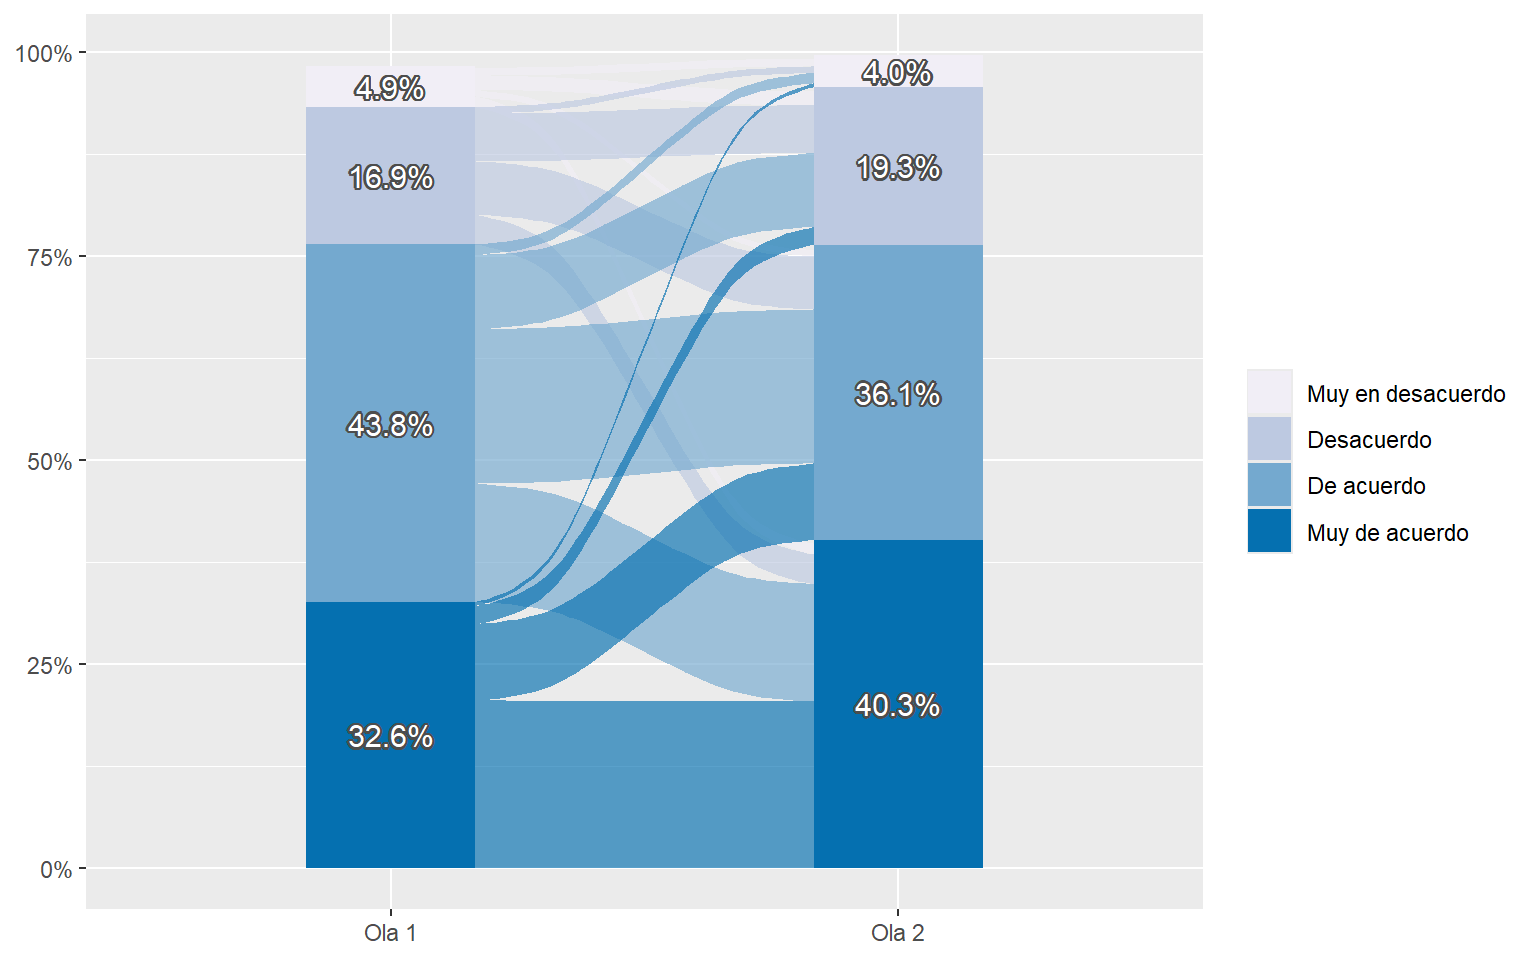 100%
75%
50%
25%
0%
4.9%
16.9%
43.8%
32.6%
4.0%
19.3%
36.1%
40.3%
Ola 1
Ola 2
Muy en desacuerdo
Desacuerdo
De acuerdo
Muy de acuerdo